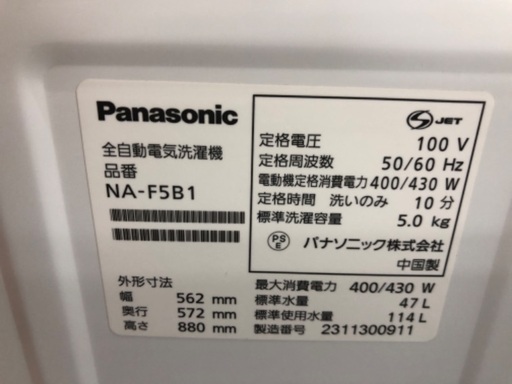 Panasonic
全自動電気洗濯機
品番
NA-F5B1
外形寸法
幅 562 mm
奥行 572 mm
高さ 880 mm
S JET
定格電圧 100 V
定格周波数 50/60 Hz
電動機定格消費電力 400/430 W
定格時間 洗いのみ 10 分
標準洗濯容量 5.0 kg
PS E パナソニック株式会社
中国製
最大消費電力 400/430 W
標準水量 47 L
標準使用水量 114 L
製造番号 2311300911